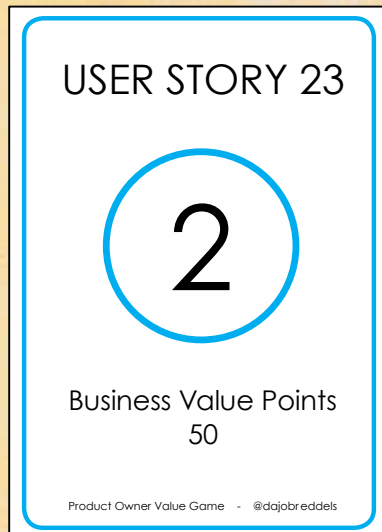 USER STORY 23
2
Business Value Points
50
Product Owner Value Game - @dajobreddels